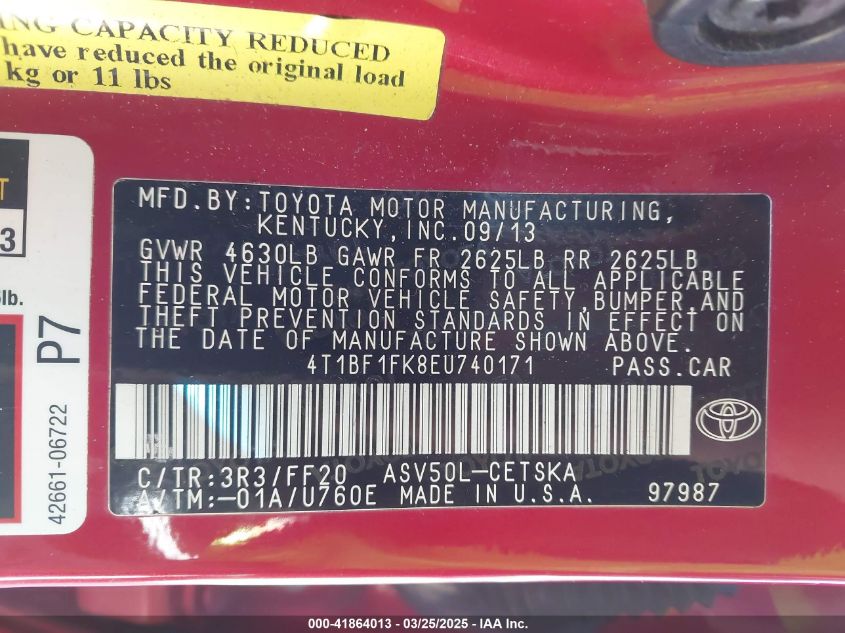 ING CAPACITY REDUCED
have reduced the original load
kg or 11 lbs
MFD.BY:TOYOTA MOTOR MANUFACTURING,
KENTUCKY,INC.09/13
GVWR 4630LB GAWR FR 2625LB RR 2625LB
THIS VEHICLE CONFORMS TO ALL APPLICABLE
FEDERAL MOTOR VEHICLE SAFETY,BUMPER,AND
THEFT PREVENTION STANDARDS IN EFFECT ON
THE DATE OF MANUFACTURE SHOWN ABOVE.
4T1BF1FK8EU740171 PASS.CAR
C/TR:3R3/FF20 ASV50L-CETSKA
A/TM:-01A/U760E MADE IN U.S.A. 97987
T
3
lb.
P7
42661-06722
000-41864013 - 03/25/2025 - IAA Inc.